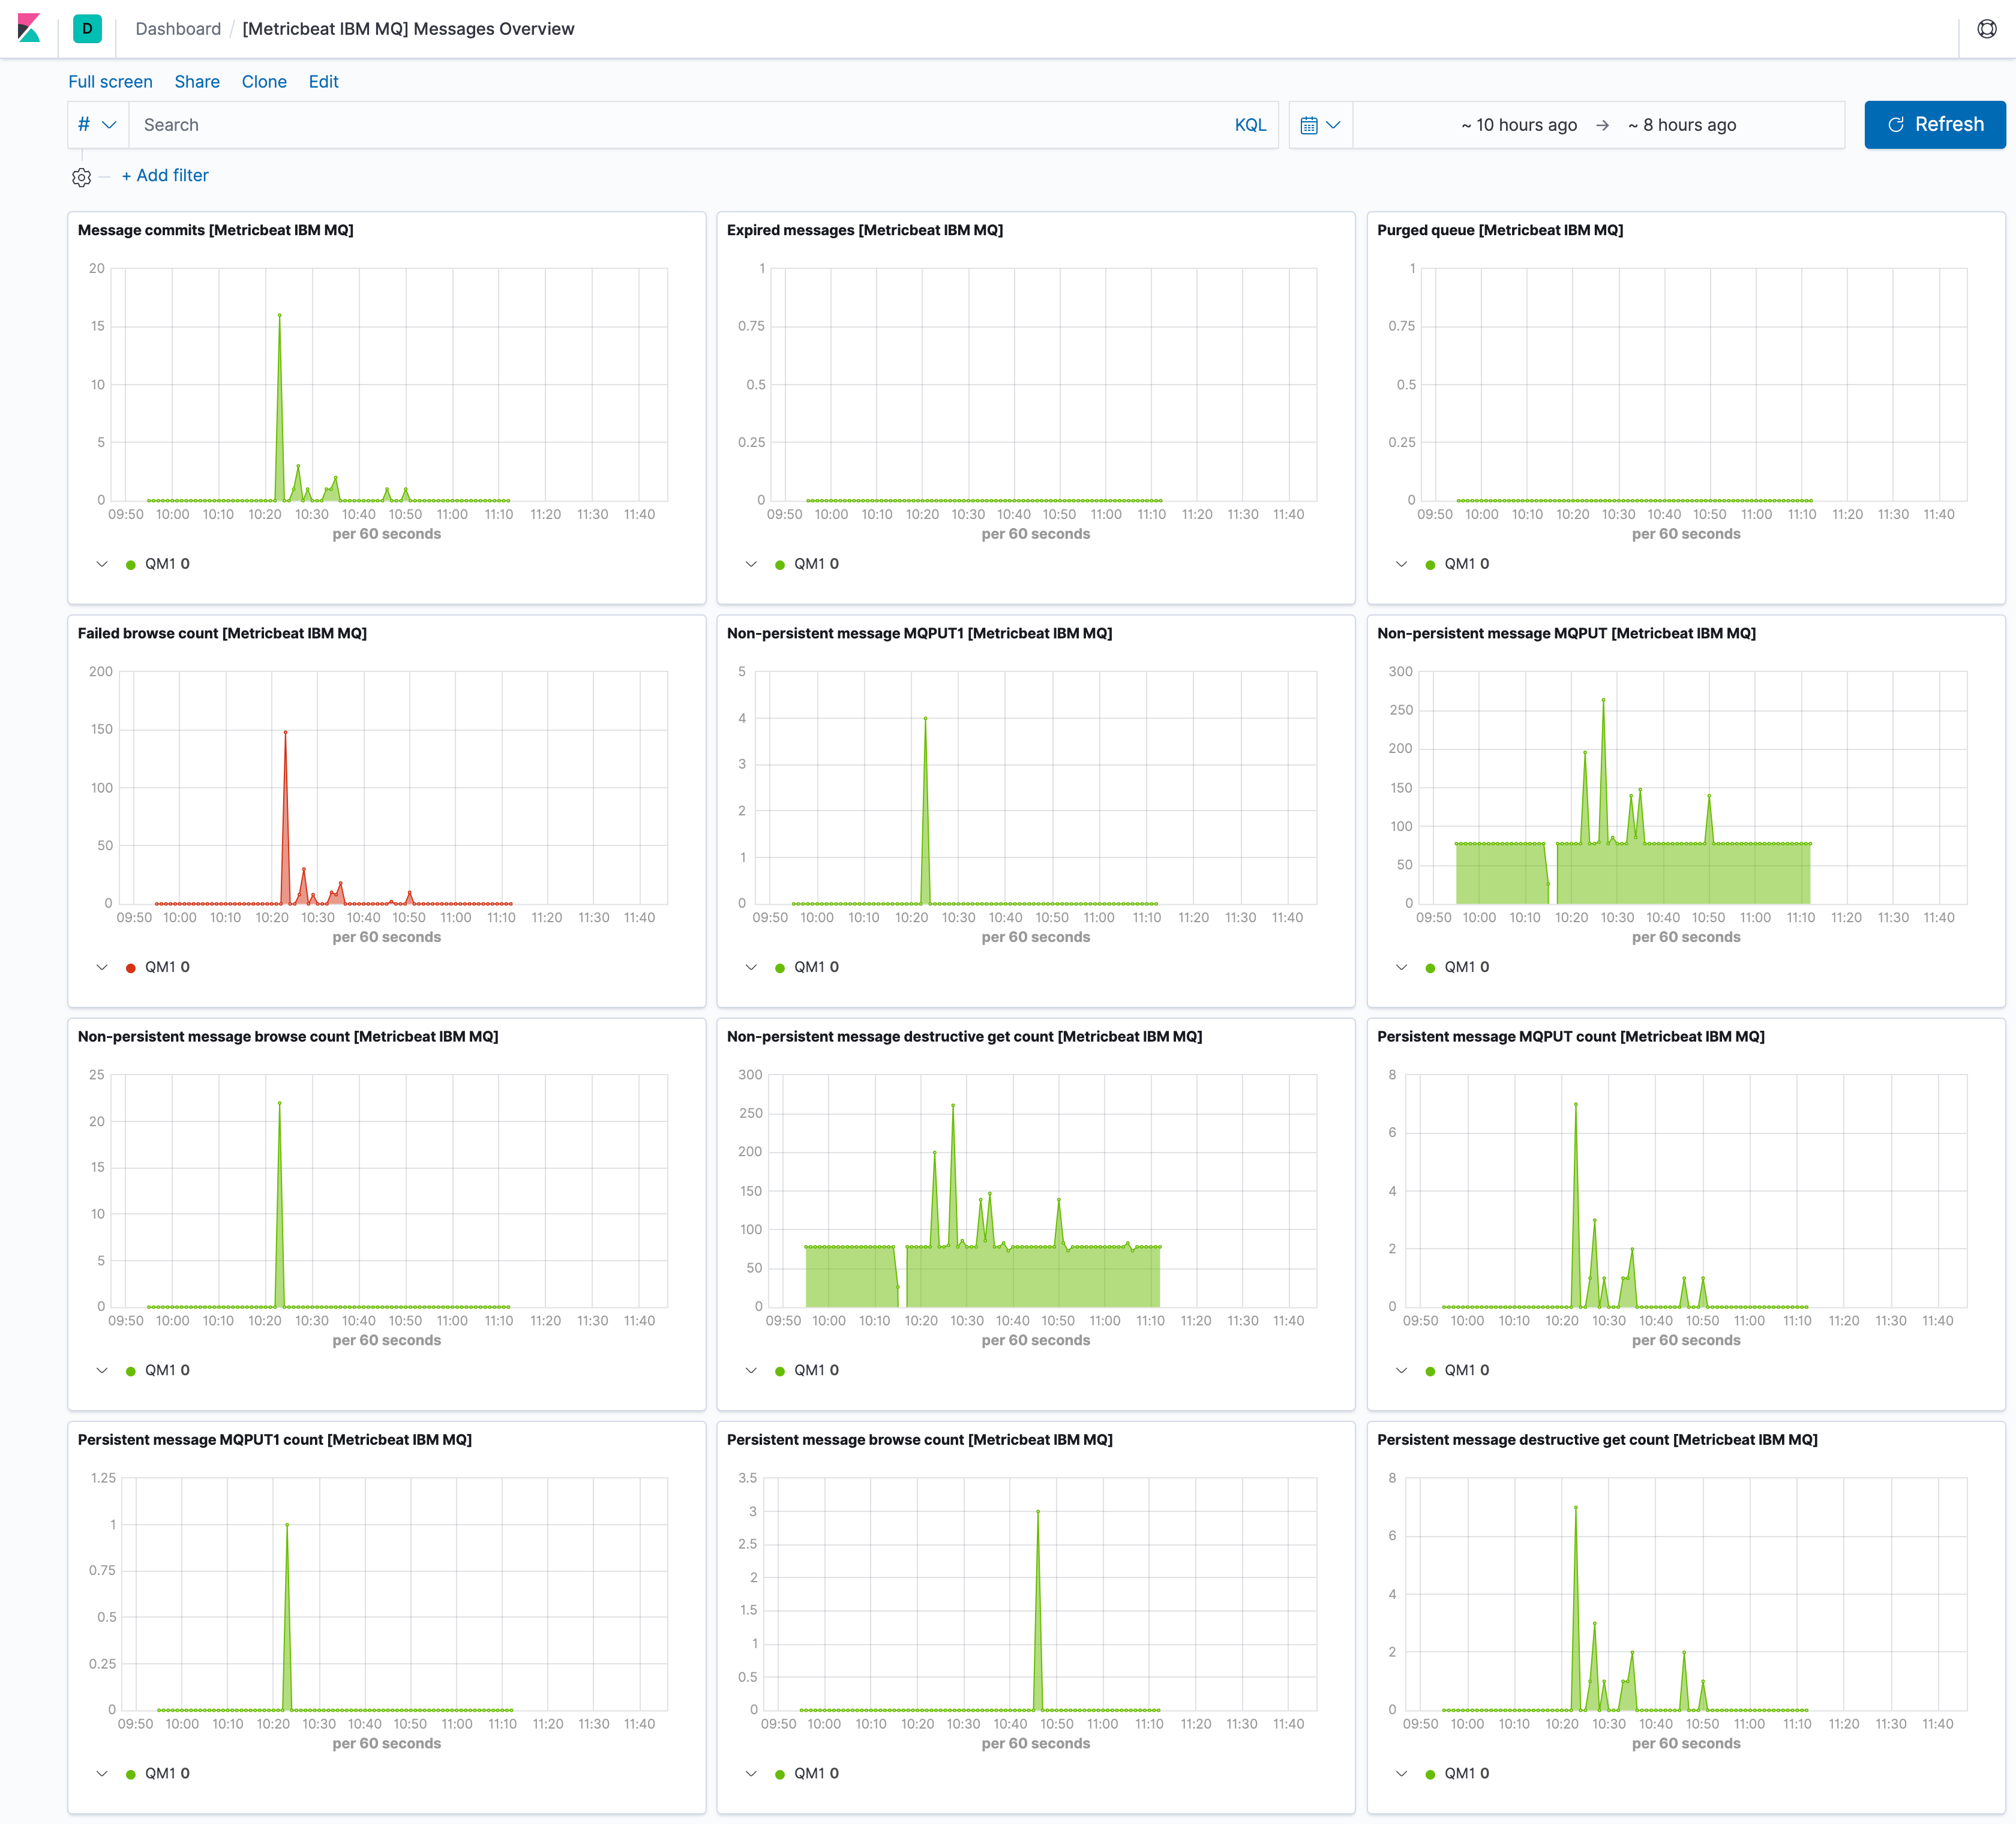 D Dashboard / [Metricbeat IBM MQ] Messages Overview
Full screen Share Clone Edit
# Search KQL ~ 10 hours ago → ~ 8 hours ago Refresh
+ Add filter
Message commits [Metricbeat IBM MQ]
20
15
10
5
0
09:50 10:00 10:10 10:20 10:30 10:40 10:50 11:00 11:10 11:20 11:30 11:40
per 60 seconds
QM1 0
Expired messages [Metricbeat IBM MQ]
1
0.75
0.5
0.25
0
09:50 10:00 10:10 10:20 10:30 10:40 10:50 11:00 11:10 11:20 11:30 11:40
per 60 seconds
QM1 0
Purged queue [Metricbeat IBM MQ]
1
0.75
0.5
0.25
0
09:50 10:00 10:10 10:20 10:30 10:40 10:50 11:00 11:10 11:20 11:30 11:40
per 60 seconds
QM1 0
Failed browse count [Metricbeat IBM MQ]
200
150
100
50
0
09:50 10:00 10:10 10:20 10:30 10:40 10:50 11:00 11:10 11:20 11:30 11:40
per 60 seconds
QM1 0
Non-persistent message MQPUT1 [Metricbeat IBM MQ]
5
4
3
2
1
0
09:50 10:00 10:10 10:20 10:30 10:40 10:50 11:00 11:10 11:20 11:30 11:40
per 60 seconds
QM1 0
Non-persistent message MQPUT [Metricbeat IBM MQ]
300
250
200
150
100
50
0
09:50 10:00 10:10 10:20 10:30 10:40 10:50 11:00 11:10 11:20 11:30 11:40
per 60 seconds
QM1 0
Non-persistent message browse count [Metricbeat IBM MQ]
25
20
15
10
5
0
09:50 10:00 10:10 10:20 10:30 10:40 10:50 11:00 11:10 11:20 11:30 11:40
per 60 seconds
QM1 0
Non-persistent message destructive get count [Metricbeat IBM MQ]
300
250
200
150
100
50
0
09:50 10:00 10:10 10:20 10:30 10:40 10:50 11:00 11:10 11:20 11:30 11:40
per 60 seconds
QM1 0
Persistent message MQPUT count [Metricbeat IBM MQ]
8
6
4
2
0
09:50 10:00 10:10 10:20 10:30 10:40 10:50 11:00 11:10 11:20 11:30 11:40
per 60 seconds
QM1 0
Persistent message MQPUT1 count [Metricbeat IBM MQ]
1.25
1
0.75
0.5
0.25
0
09:50 10:00 10:10 10:20 10:30 10:40 10:50 11:00 11:10 11:20 11:30 11:40
per 60 seconds
QM1 0
Persistent message browse count [Metricbeat IBM MQ]
3.5
3
2.5
2
1.5
1
0.5
0
09:50 10:00 10:10 10:20 10:30 10:40 10:50 11:00 11:10 11:20 11:30 11:40
per 60 seconds
QM1 0
Persistent message destructive get count [Metricbeat IBM MQ]
8
6
4
2
0
09:50 10:00 10:10 10:20 10:30 10:40 10:50 11:00 11:10 11:20 11:30 11:40
per 60 seconds
QM1 0